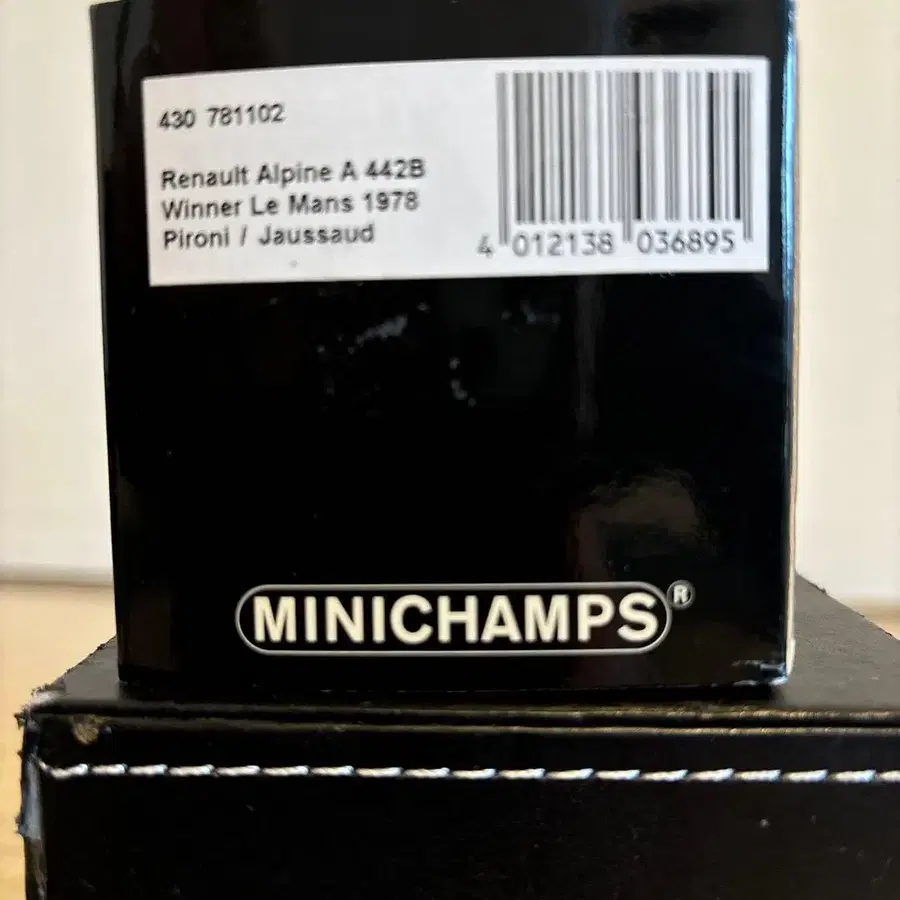 430 781102
Renault Alpine A 442B
Winner Le Mans 1978
Pironi / Jaussaud
4 012138 036895
MINICHAMPS®